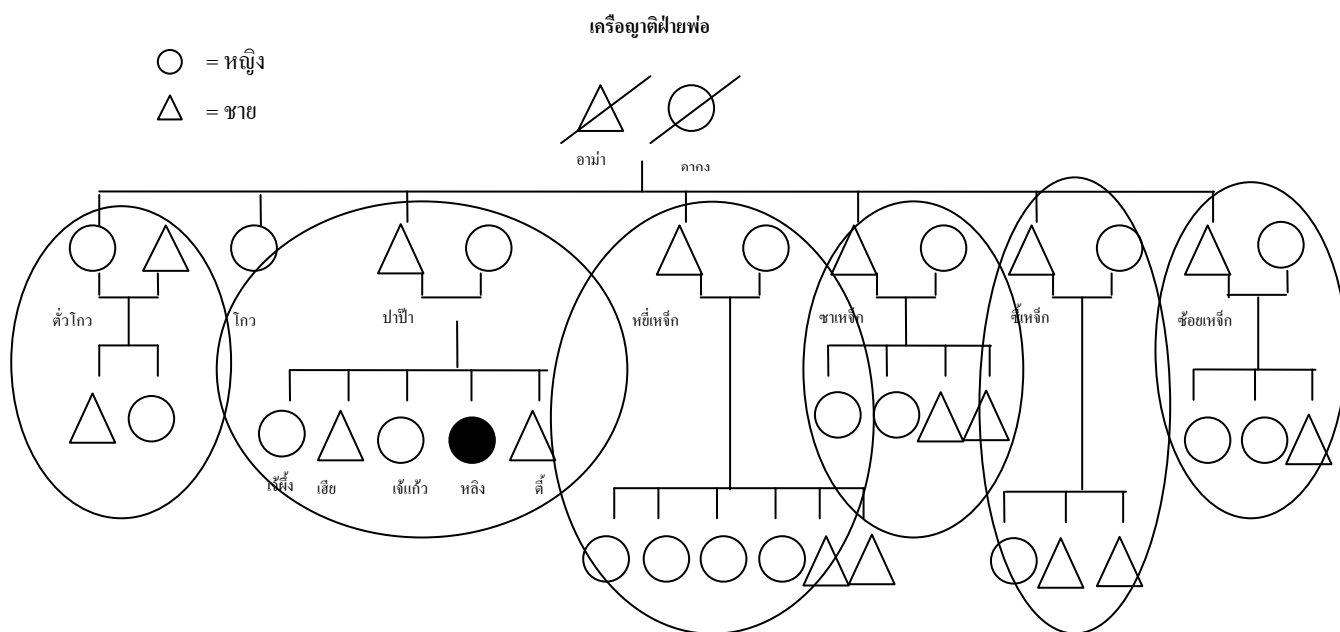 เครือญาติฝ่ายพ่อ
= หญิง
= ชาย
อาม่า
อากง
ตั่วโกว
โกว
ปาป๊า
หยี่เหจ็ก
ซาเหจ็ก
ซี้เหจ็ก
ซ้อยเหจ็ก
เจ้ผึ้ง
เฮีย
เจ้แก้ว
หลิง
ตี๋